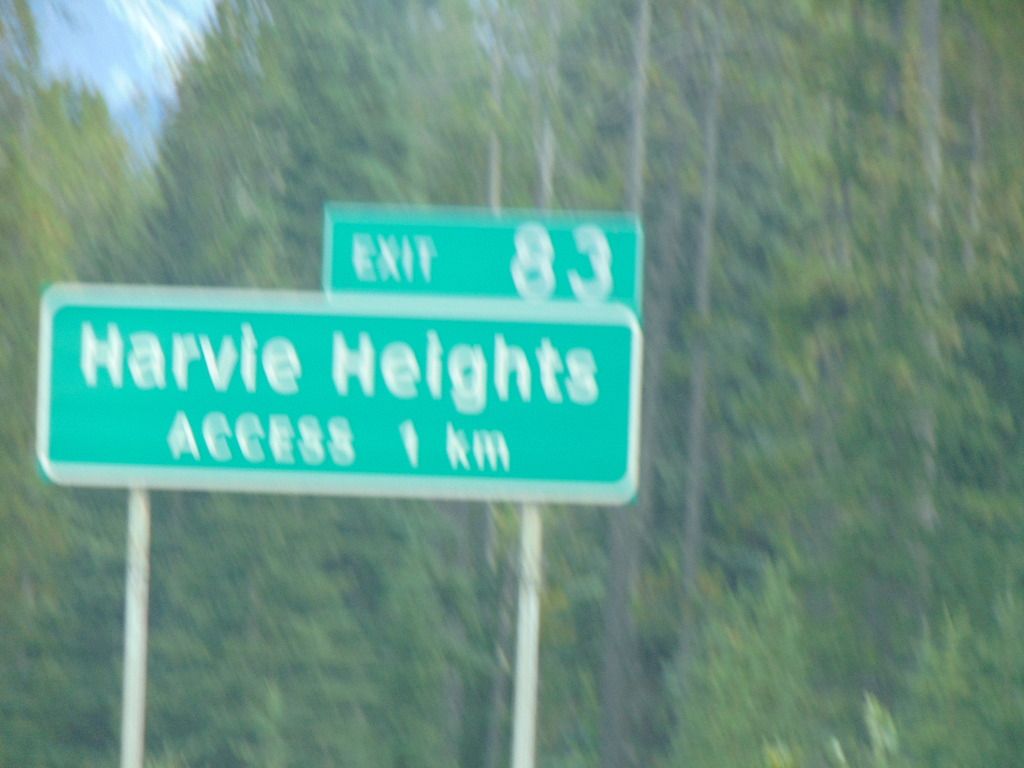 EXIT 83
Harvie Heights
ACCESS 1 km